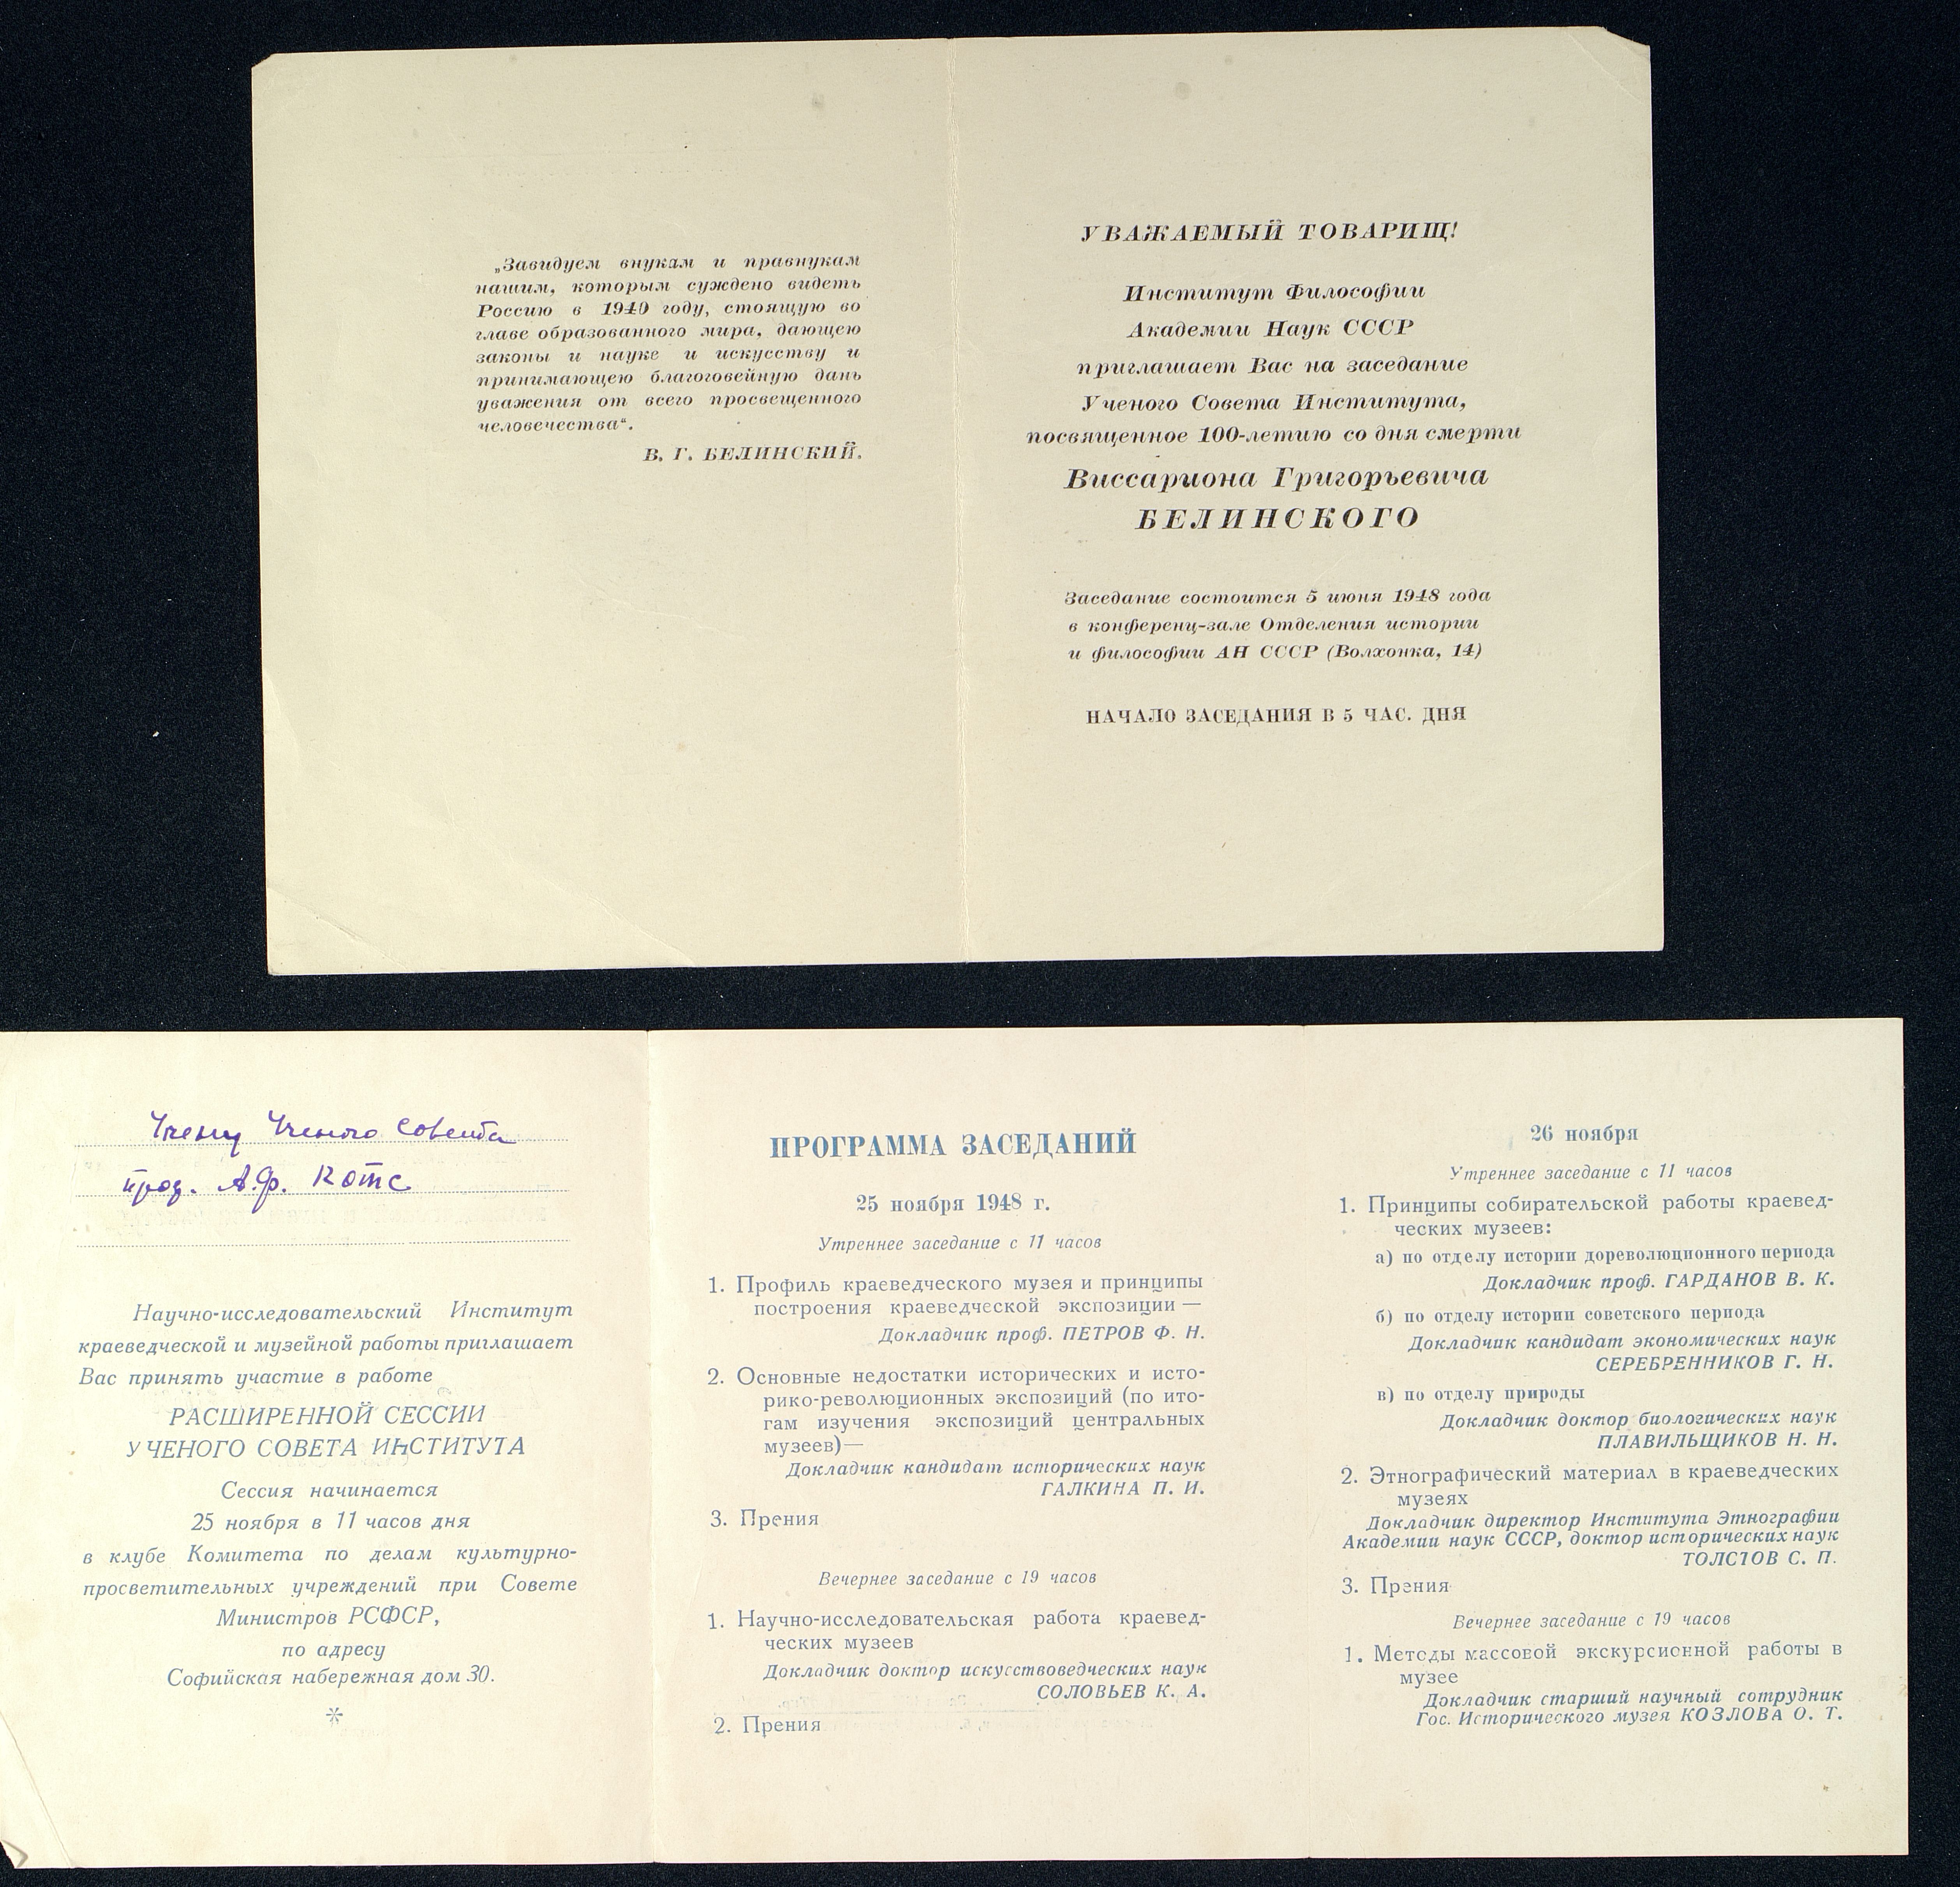 „Завидуем внукам и правнукам
нашим, которым суждено видеть
Россию в 1940 году, стоящую во
главе образованного мира, дающею
законы и науке и искусству и
принимающею благоговейную дань
уважения от всего просвещенного
человечества“.
В. Г. БЕЛИНСКИЙ.
УВАЖАЕМЫЙ ТОВАРИЩ!
Институт Философии
Академии Наук СССР
приглашает Вас на заседание
Ученого Совета Института,
посвященное 100-летию со дня смерти
Виссариона Григорьевича
БЕЛИНСКОГО
Заседание состоится 5 июня 1948 года
в конференц-зале Отделения истории
и философии АН СССР (Волхонка, 14)
НАЧАЛО ЗАСЕДАНИЯ В 5 ЧАС. ДНЯ
Члену Ученого Совета
проф. А.Ф. Котс
Научно-исследовательский Институт
краеведческой и музейной работы приглашает
Вас принять участие в работе
РАСШИРЕННОЙ СЕССИИ
УЧЕНОГО СОВЕТА ИНСТИТУТА
Сессия начинается
25 ноября в 11 часов дня
в клубе Комитета по делам культурно-
просветительных учреждений при Совете
Министров РСФСР,
по адресу
Софийская набережная дом 30.
ПРОГРАММА ЗАСЕДАНИЙ
25 ноября 1948 г.
Утреннее заседание с 11 часов
1. Профиль краеведческого музея и принципы
построения краеведческой экспозиции —
Докладчик проф. ПЕТРОВ Ф. Н.
2. Основные недостатки исторических и исто-
рико-революционных экспозиций (по ито-
гам изучения экспозиций центральных
музеев)—
Докладчик кандидат исторических наук
ГАЛКИНА П. И.
3. Прения
Вечернее заседание с 19 часов
1. Научно-исследовательская работа краевед-
ческих музеев
Докладчик доктор искусствоведческих наук
СОЛОВЬЕВ К. А.
2. Прения
26 ноября
Утреннее заседание с 11 часов
1. Принципы собирательской работы краевед-
ческих музеев:
а) по отделу истории дореволюционного периода
Докладчик проф. ГАРДАНОВ В. К.
б) по отделу истории советского периода
Докладчик кандидат экономических наук
СЕРЕБРЕННИКОВ Г. Н.
в) по отделу природы
Докладчик доктор биологических наук
ПЛАВИЛЬЩИКОВ Н. Н.
2. Этнографический материал в краеведческих
музеях
Докладчик директор Института Этнографии
Академии наук СССР, доктор исторических наук
ТОЛСТОВ С. П.
3. Прения
Вечернее заседание с 19 часов
1. Методы массовой экскурсионной работы в
музее
Докладчик старший научный сотрудник
Гос. Исторического музея КОЗЛОВА О. Т.